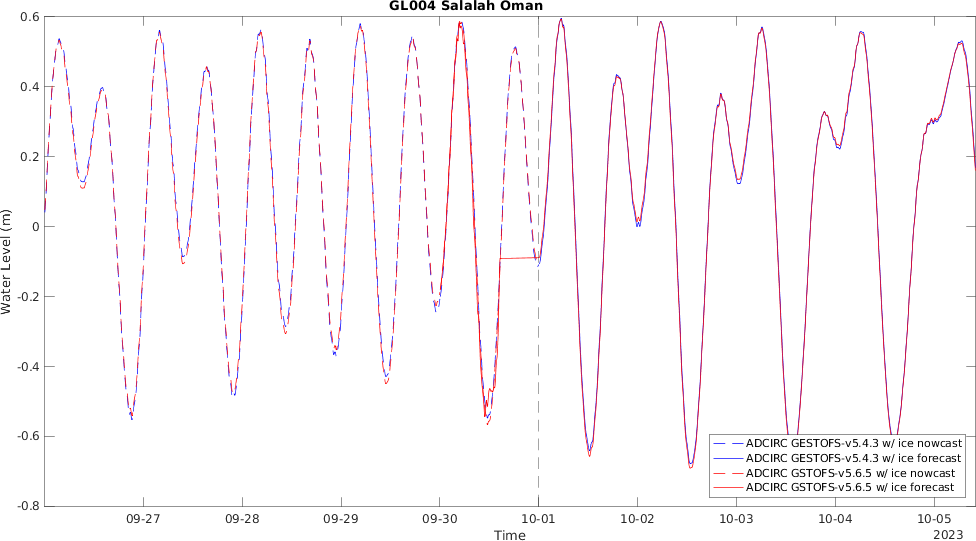 GL004 Salalah Oman
Water Level (m)
0.6
0.4
0.2
0
-0.2
-0.4
-0.6
-0.8
ADCIRC GESTOFS-v5.4.3 w/ ice nowcast
ADCIRC GESTOFS-v5.4.3 w/ ice forecast
ADCIRC GSTOFS-v5.6.5 w/ ice nowcast
ADCIRC GSTOFS-v5.6.5 w/ ice forecast
09-27 09-28 09-29 09-30 10-01 10-02 10-03 10-04 10-05
Time
2023